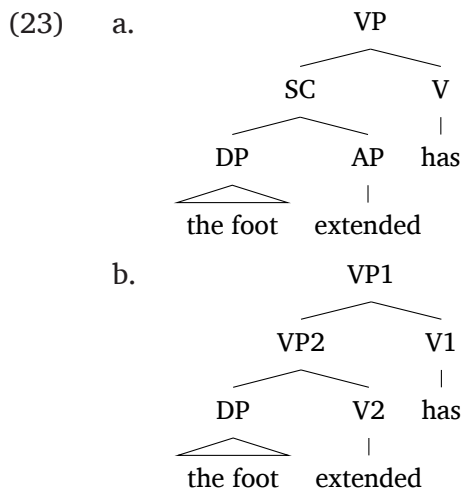 (23) a. VP
SC V
DP AP has
the foot extended
b. VP1
VP2 V1
DP V2 has
the foot extended